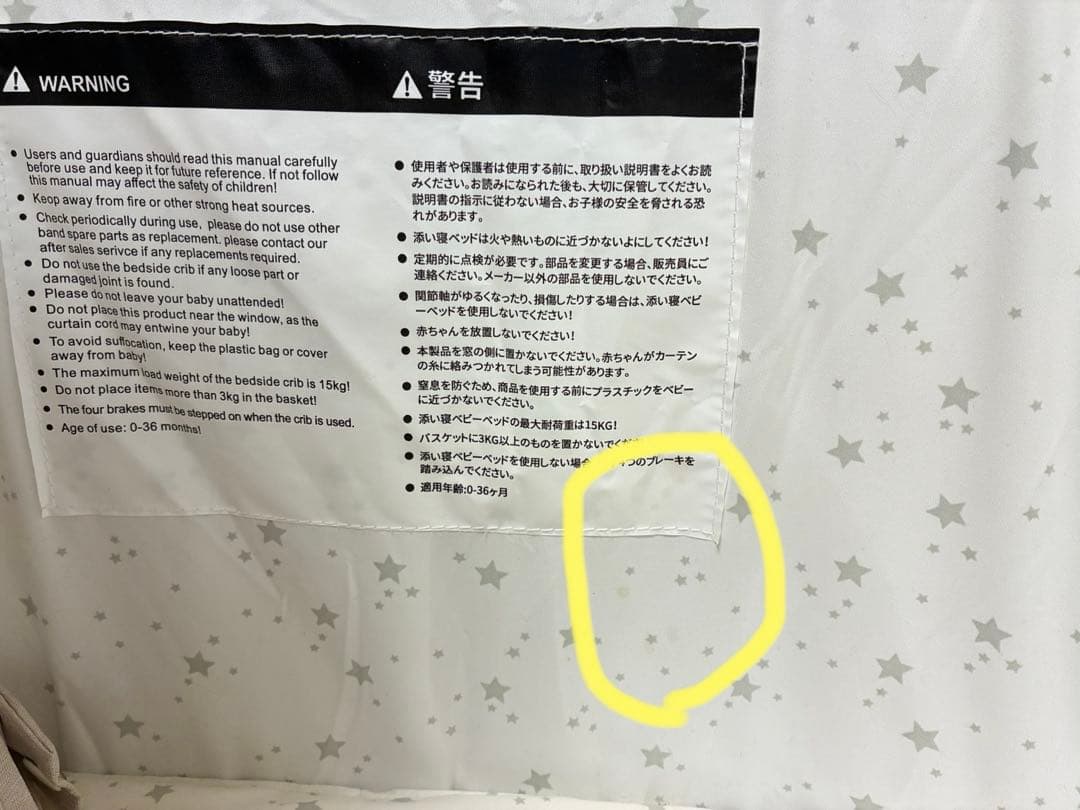 WARNING
Users and guardians should read this manual carefully
before use and keep it for future reference. If not follow
this manual may affect the safety of children!
Keop away from fire or other strong heat sources.
Check periodically during use, please do not use other
band spare parts as replacement. please contact our
after sales serivce if any replacements required.
Do not use the bedside crib if any loose part or
damaged joint is found.
Please do not leave your baby unattended!
Do not place this product near the window, as the
curtain cord may entwine your baby!
To avoid suffocation, keep the plastic bag or cover
away from baby!
The maximum load weight of the bedside crib is 15kg!
Do not place items more than 3kg in the basket!
The four brakes must be stepped on when the crib is used.
Age of use: 0-36 months!
警告
使用者や保護者は使用する前に、取り扱い説明書をよくお読
みください。お読みになられた後も、大切に保管してください。
説明書の指示に従わない場合、お子様の安全を脅される恐
れがあります。
添い寝ベッドは火や熱いものに近づかないよにしてください!
定期的に点検が必要です。部品を変更する場合、販売員にご
連絡ください。メーカー以外の部品を使用しないでください。
関節軸がゆるくなったり、損傷したりする場合は、添い寝ベビ
ーベッドを使用しないでください!
赤ちゃんを放置しないでください!
本製品を窓の側に置かないでください。赤ちゃんがカーテン
の糸に絡みつかれてしまう可能性があります。
窒息を防ぐため、商品を使用する前にプラスチックをベビー
に近づかないでください。
添い寝ベビーベッドの最大耐荷重は15KG!
バスケットに3KG以上のものを置かないでくだ
添い寝ベビーベッドを使用しない場合 4つのブレーキを
踏み込んでください。
適用年齢:0-36ヶ月